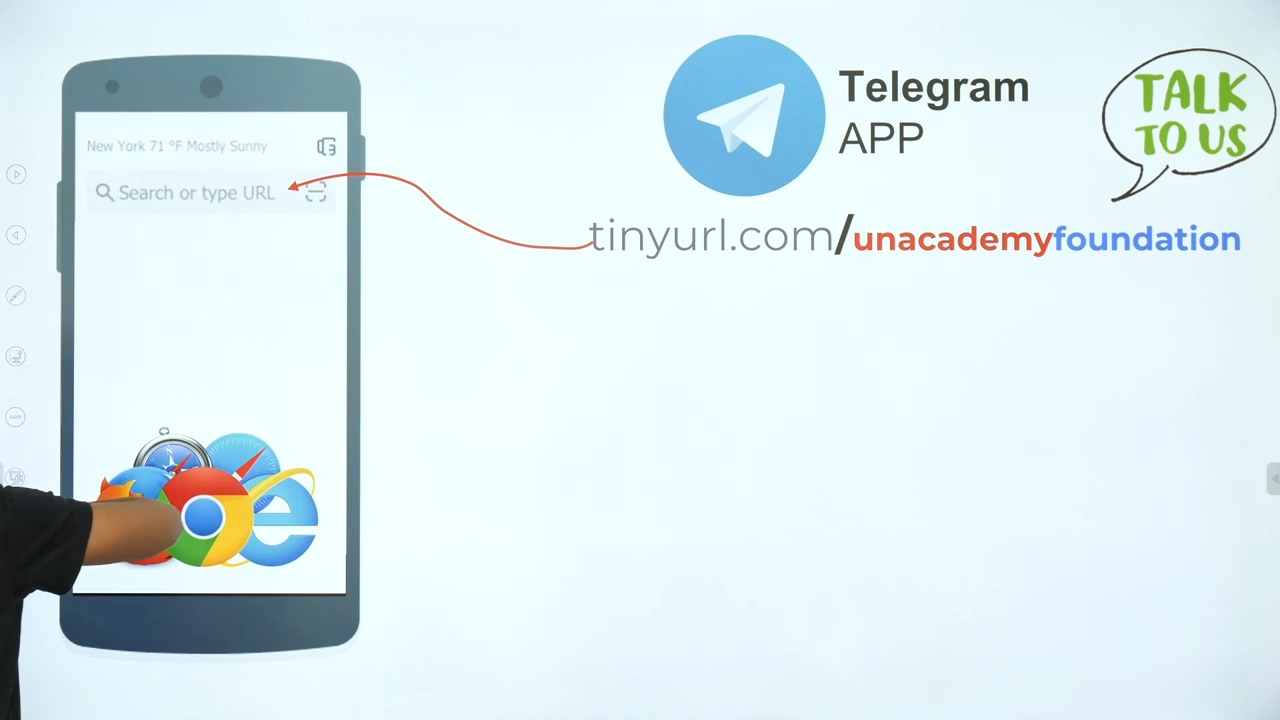 New York 71 °F Mostly Sunny
Search or type URL
Telegram
APP
TALK
TO US
tinyurl.com/unacademyfoundation